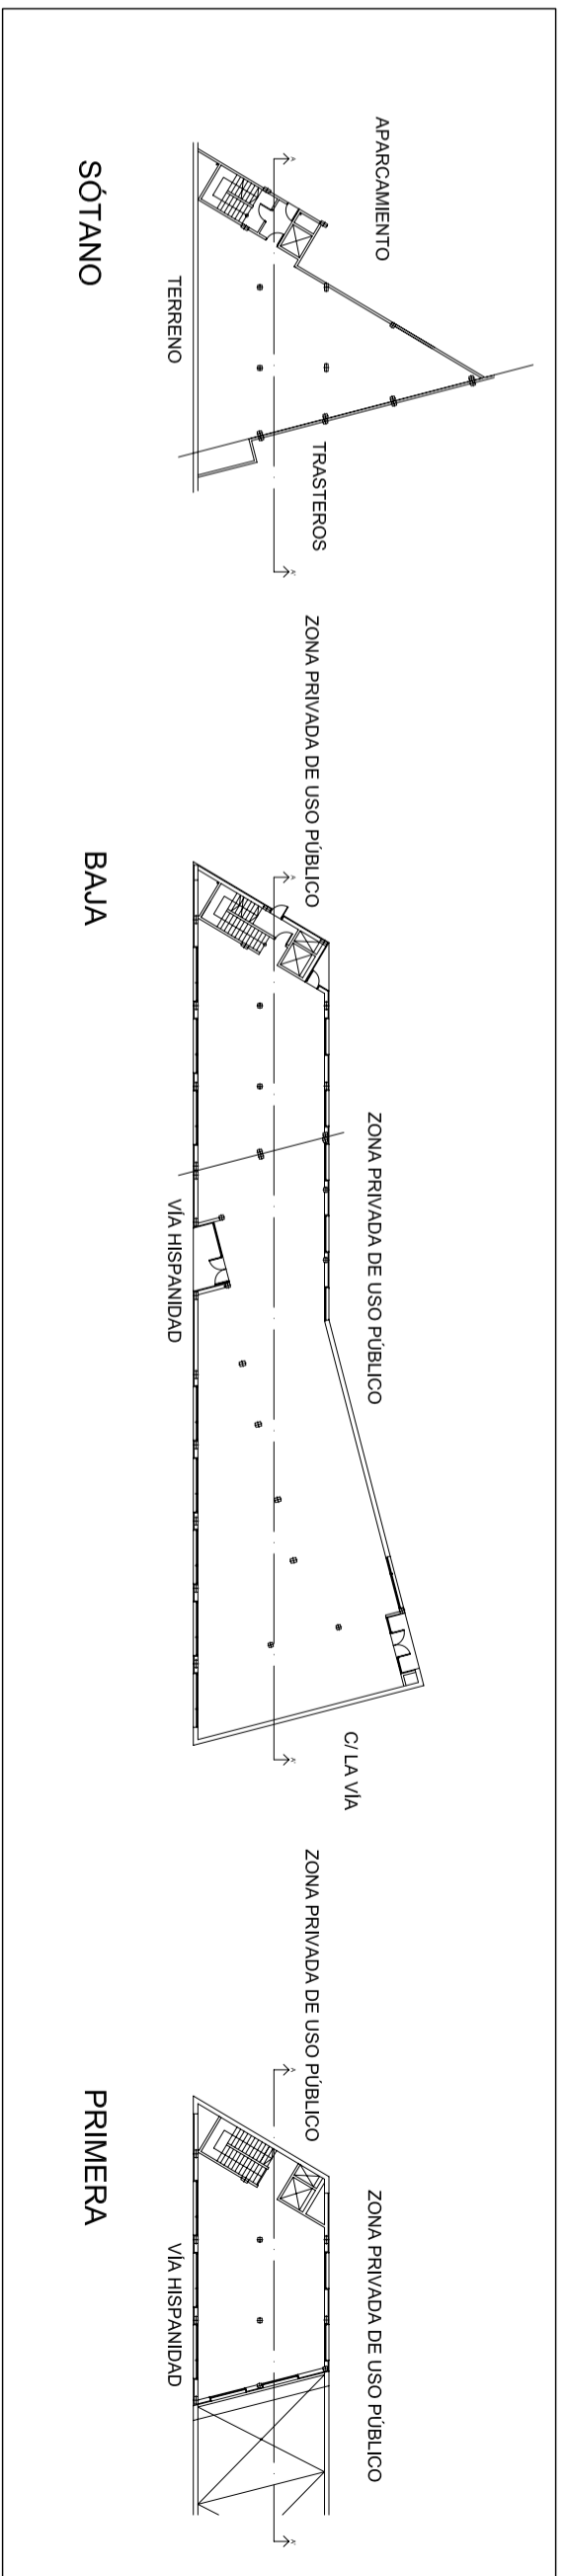 APARCAMIENTO
A
TERRENO
TRASTEROS
A'
SÓTANO
ZONA PRIVADA DE USO PÚBLICO
A
ZONA PRIVADA DE USO PÚBLICO
VÍA HISPANIDAD
C/ LA VÍA
A'
BAJA
ZONA PRIVADA DE USO PÚBLICO
A
ZONA PRIVADA DE USO PÚBLICO
VÍA HISPANIDAD
A'
PRIMERA